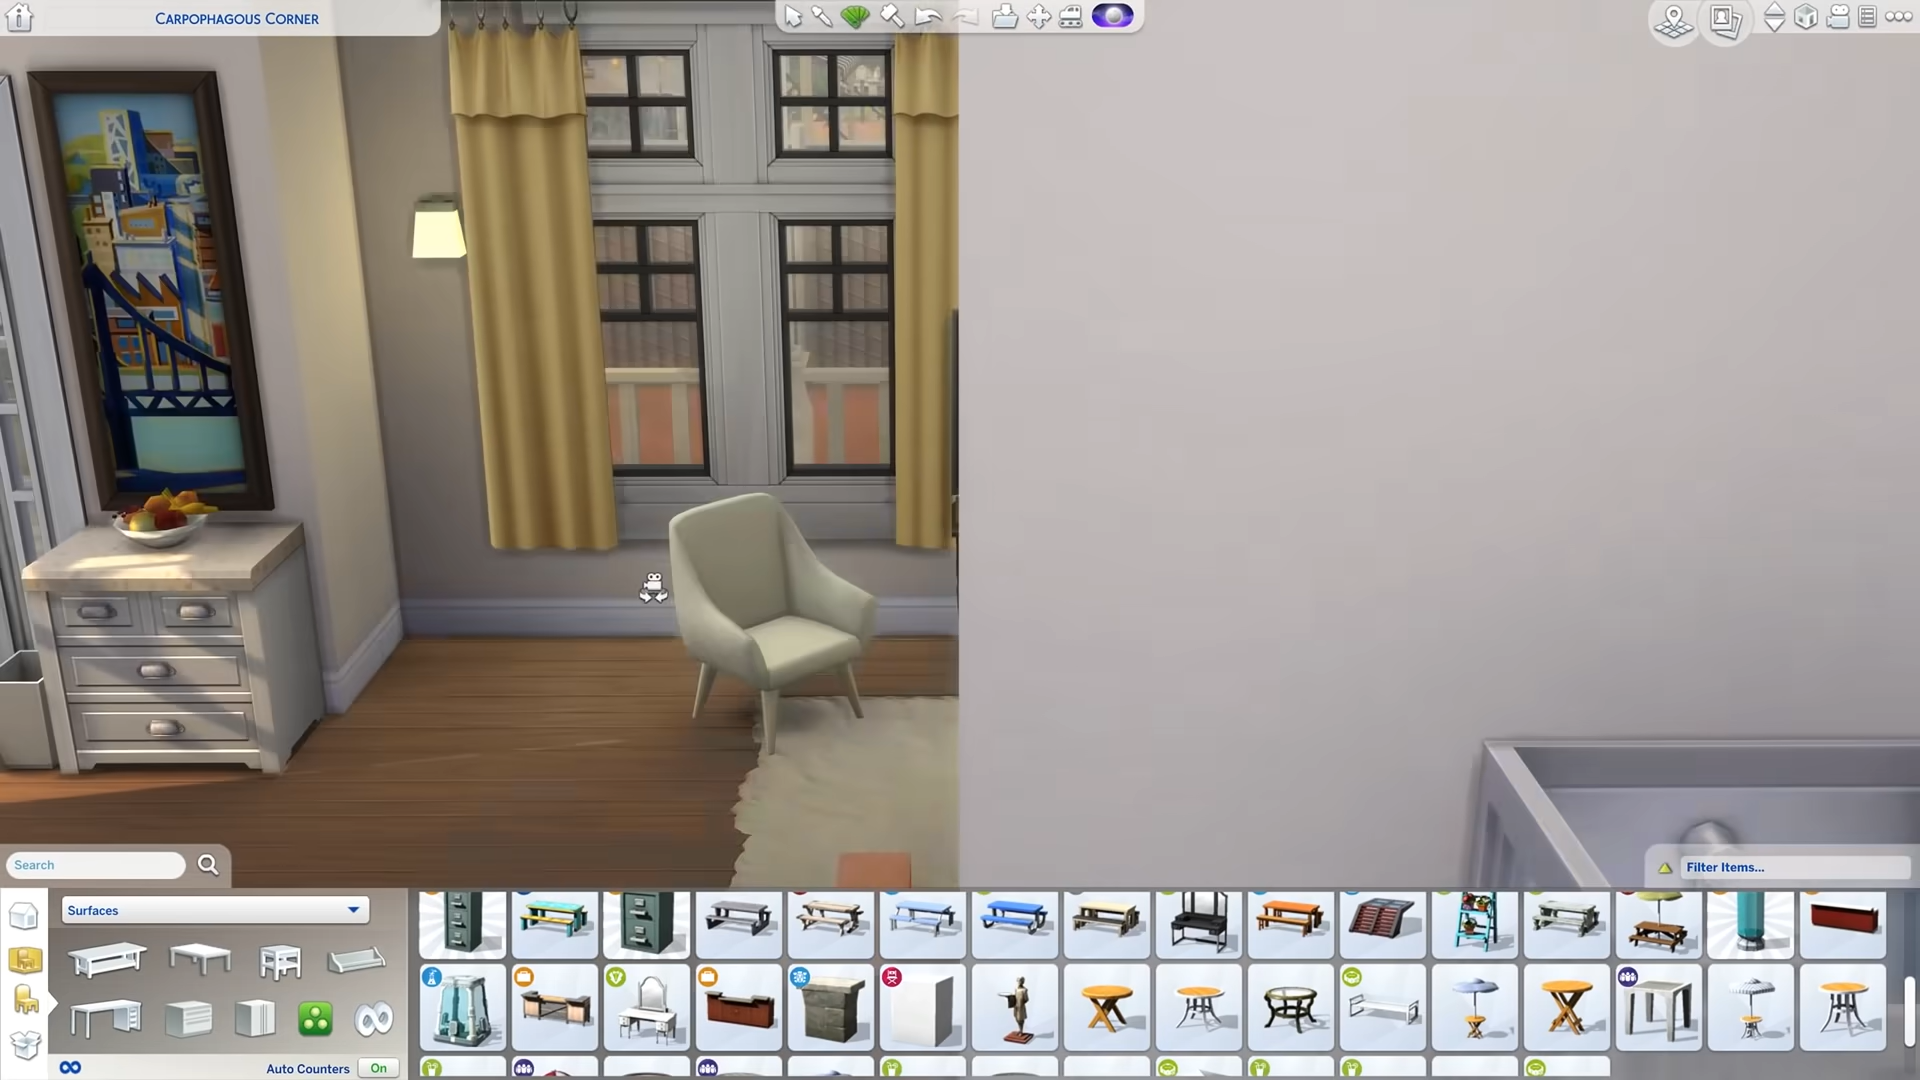 Carpophagous Corner
Search
Filter Items...
Surfaces
Auto Counters On